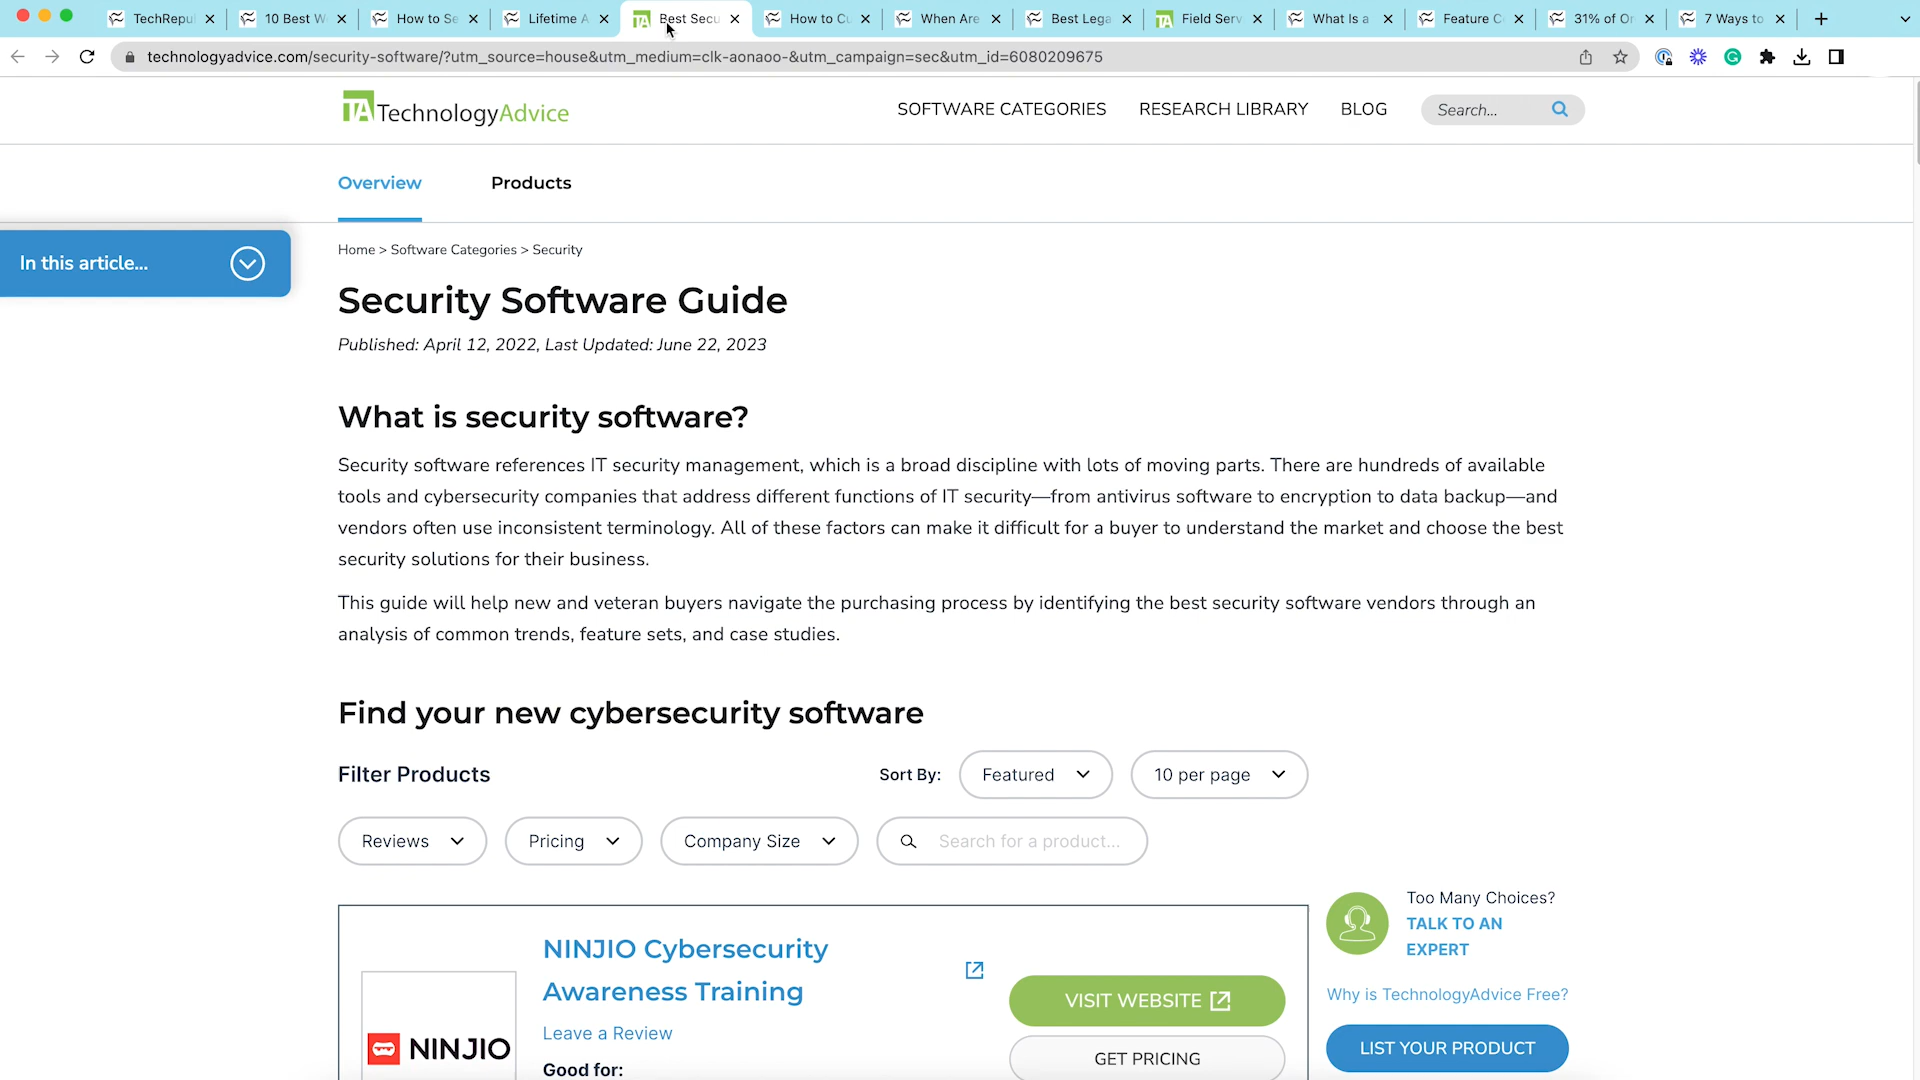 TechRepu
10 Best W
How to Se
Lifetime A
Best Secu
How to Cu
When Are
Best Lega
Field Serv
What Is a
Feature C
31% of Or
7 Ways to
technologyadvice.com/security-software/?utm_source=house&utm_medium=clk-aonaoo-&utm_campaign=sec&utm_id=6080209675
TA TechnologyAdvice
SOFTWARE CATEGORIES
RESEARCH LIBRARY
BLOG
Search...
Overview
Products
In this article...
Home > Software Categories > Security
Security Software Guide
Published: April 12, 2022, Last Updated: June 22, 2023
What is security software?
Security software references IT security management, which is a broad discipline with lots of moving parts. There are hundreds of available
tools and cybersecurity companies that address different functions of IT security—from antivirus software to encryption to data backup—and
vendors often use inconsistent terminology. All of these factors can make it difficult for a buyer to understand the market and choose the best
security solutions for their business.
This guide will help new and veteran buyers navigate the purchasing process by identifying the best security software vendors through an
analysis of common trends, feature sets, and case studies.
Find your new cybersecurity software
Filter Products
Sort By:
Featured
10 per page
Reviews
Pricing
Company Size
Search for a product...
NINJIO Cybersecurity
Awareness Training
Leave a Review
Good for:
NINJIO
VISIT WEBSITE
GET PRICING
Too Many Choices?
TALK TO AN
EXPERT
Why is TechnologyAdvice Free?
LIST YOUR PRODUCT